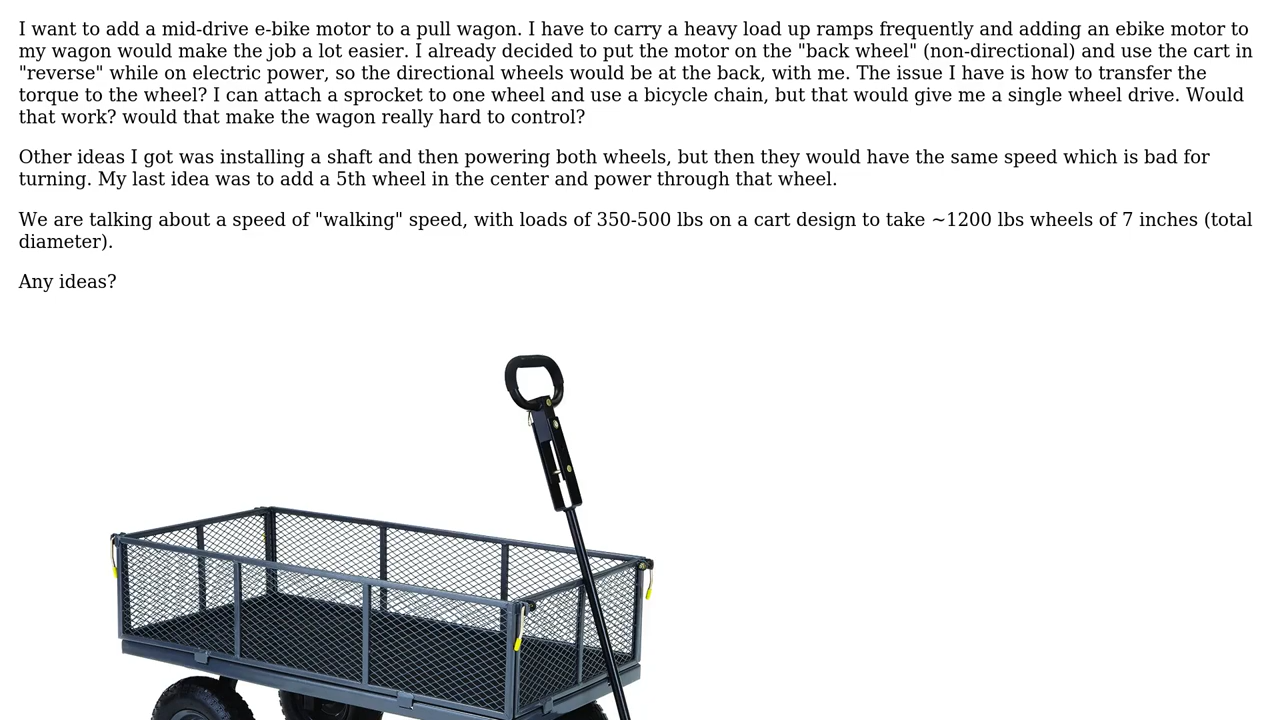 I want to add a mid-drive e-bike motor to a pull wagon. I have to carry a heavy load up ramps frequently and adding an ebike motor to
my wagon would make the job a lot easier. I already decided to put the motor on the "back wheel" (non-directional) and use the cart in
"reverse" while on electric power, so the directional wheels would be at the back, with me. The issue I have is how to transfer the
torque to the wheel? I can attach a sprocket to one wheel and use a bicycle chain, but that would give me a single wheel drive. Would
that work? would that make the wagon really hard to control?
Other ideas I got was installing a shaft and then powering both wheels, but then they would have the same speed which is bad for
turning. My last idea was to add a 5th wheel in the center and power through that wheel.
We are talking about a speed of "walking" speed, with loads of 350-500 lbs on a cart design to take ~1200 lbs wheels of 7 inches (total
diameter).
Any ideas?